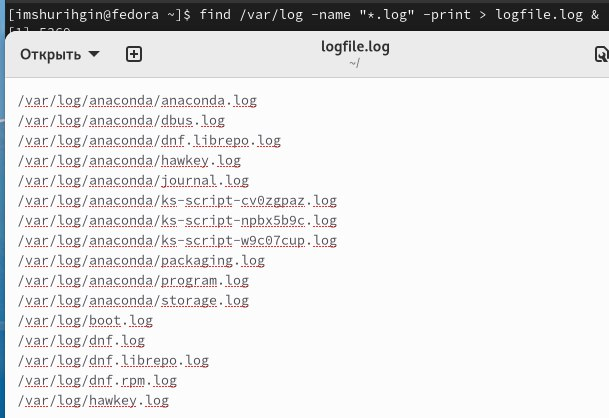 [imshurihgin@fedora ~]$ find /var/log -name "*.log" -print > logfile.log &
Открыть
logfile.log
~/
/var/log/anaconda/anaconda.log
/var/log/anaconda/dbus.log
/var/log/anaconda/dnf.librepo.log
/var/log/anaconda/hawkey.log
/var/log/anaconda/journal.log
/var/log/anaconda/ks-script-cv0zgpaz.log
/var/log/anaconda/ks-script-npbx5b9c.log
/var/log/anaconda/ks-script-w9c07cup.log
/var/log/anaconda/packaging.log
/var/log/anaconda/program.log
/var/log/anaconda/storage.log
/var/log/boot.log
/var/log/dnf.log
/var/log/dnf.librepo.log
/var/log/dnf.rpm.log
/var/log/hawkey.log